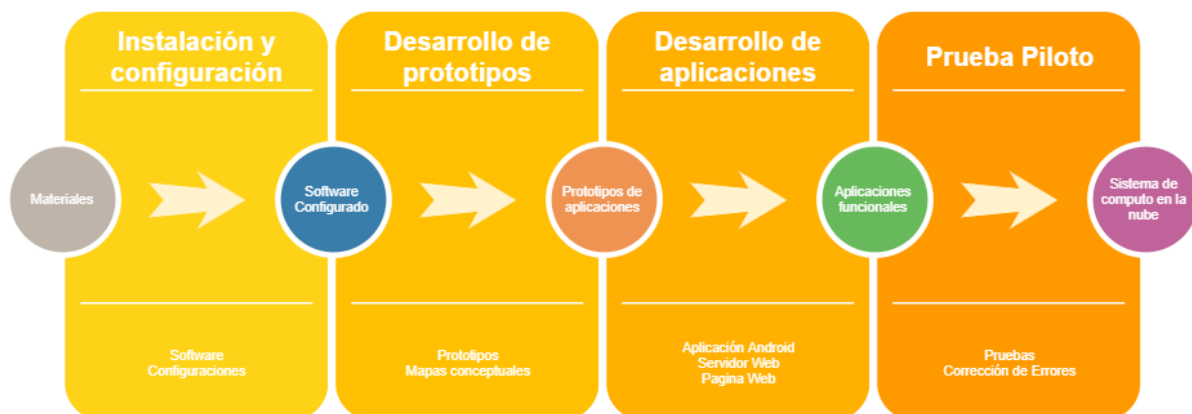 Instalación y
configuración
Desarrollo de
prototipos
Desarrollo de
aplicaciones
Prueba Piloto
Materiales
Software
Configurado
Prototipos de
aplicaciones
Aplicaciones
funcionales
Sistema de
computo en la
nube
Software
Configuraciones
Prototipos
Mapas conceptuales
Aplicación Android
Servidor Web
Pagina Web
Pruebas
Corrección de Errores